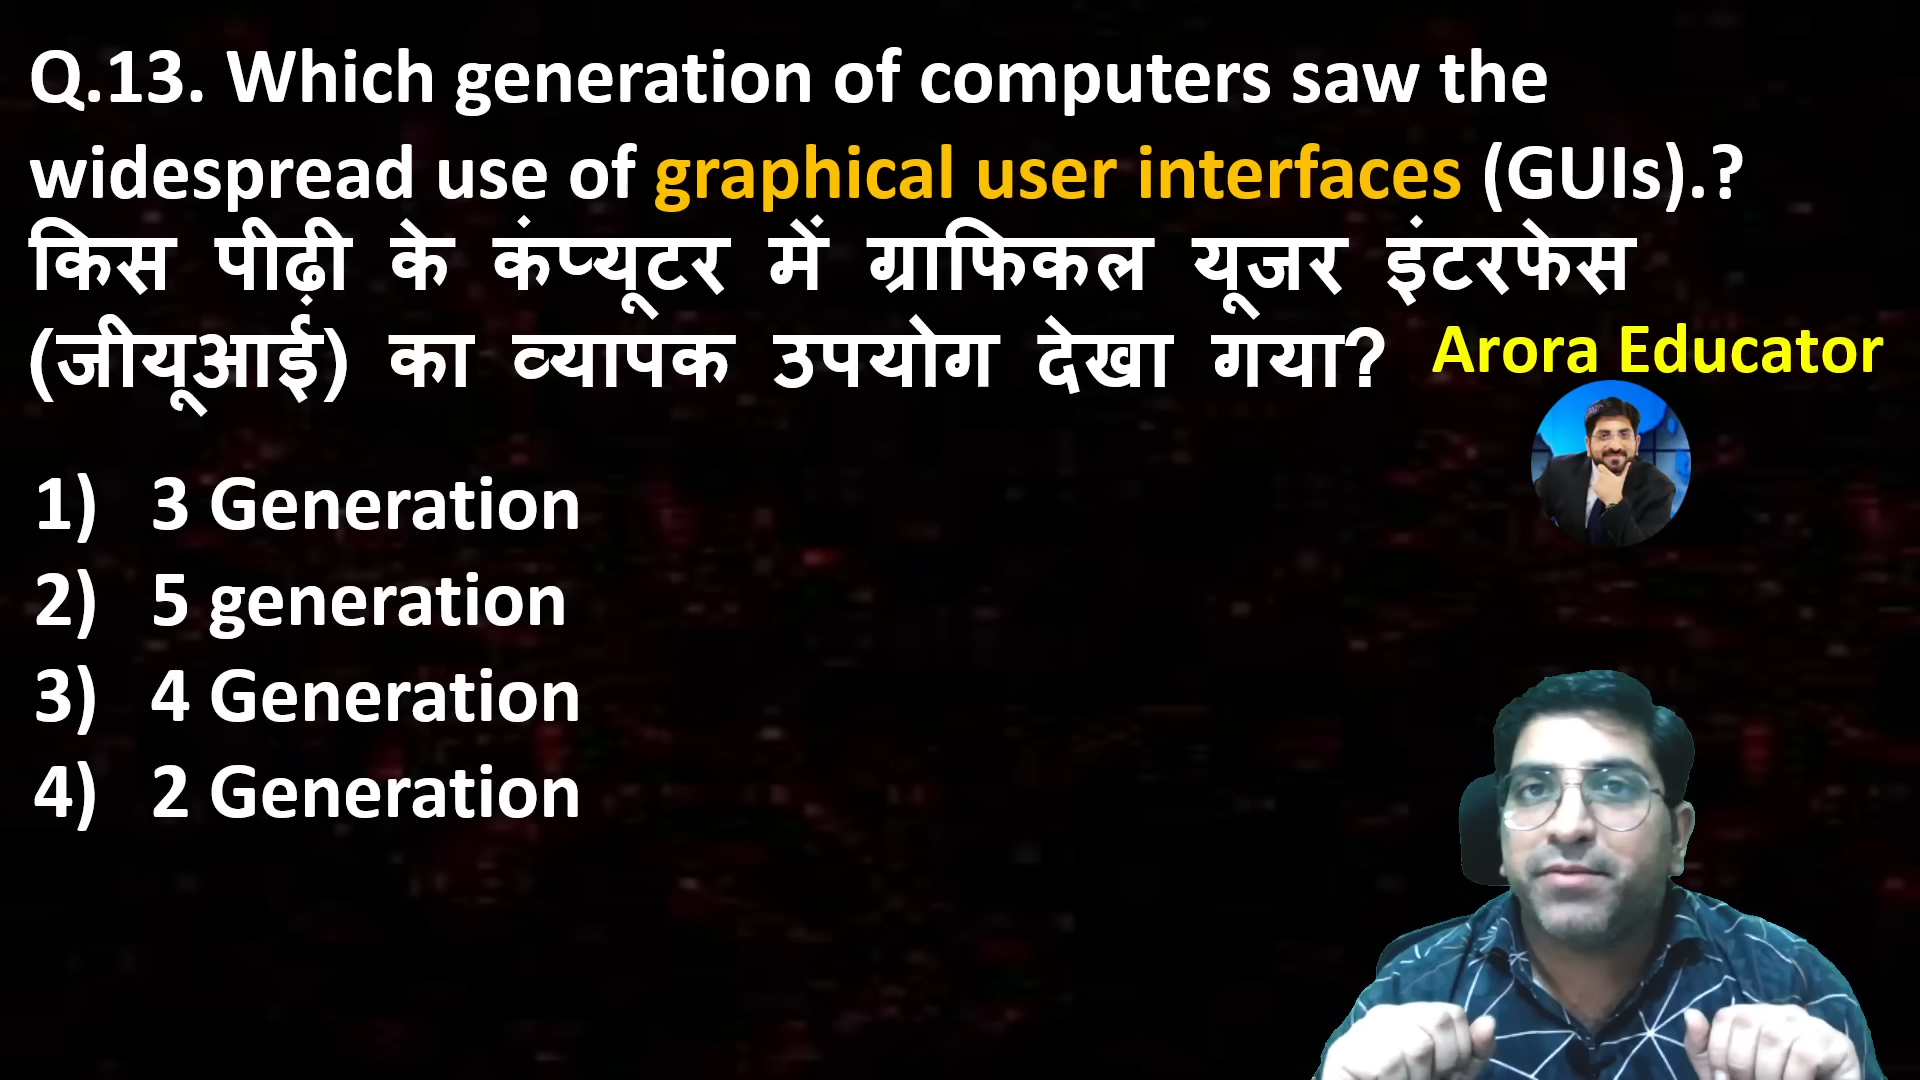 Q.13. Which generation of computers saw the
widespread use of graphical user interfaces (GUIs).?
किस पीढ़ी के कंप्यूटर में ग्राफिकल यूजर इंटरफेस
(जीयूआई) का व्यापक उपयोग देखा गया?
Arora Educator
1) 3 Generation
2) 5 generation
3) 4 Generation
4) 2 Generation